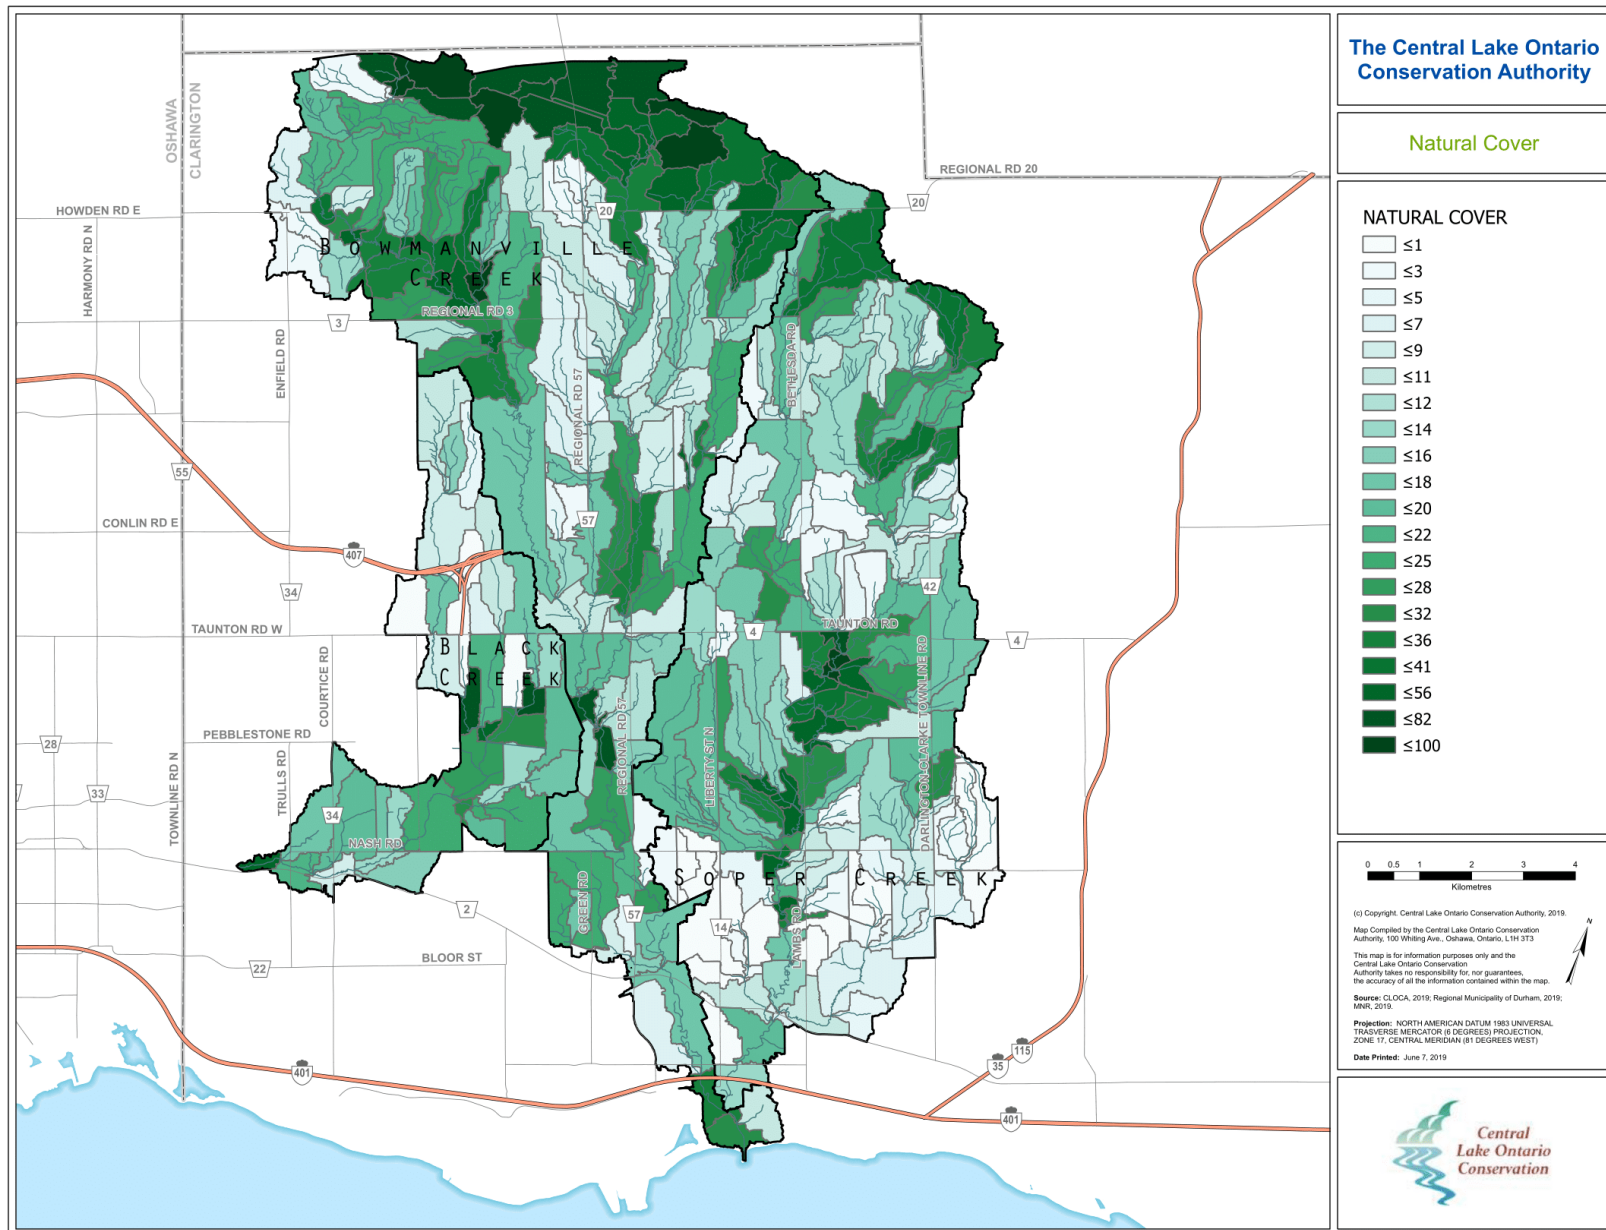 The Central Lake Ontario
Conservation Authority
Natural Cover
NATURAL COVER
≤1
≤3
≤5
≤7
≤9
≤11
≤12
≤14
≤16
≤18
≤20
≤22
≤25
≤28
≤32
≤36
≤41
≤56
≤82
≤100
0 0.5 1 2 3 4
Kilometres
(c) Copyright. Central Lake Ontario Conservation Authority, 2019.
Map Compiled by the Central Lake Ontario Conservation
Authority, 100 Whiting Ave., Oshawa, Ontario, L1H 3T3
This map is for information purposes only and the
Central Lake Ontario Conservation
Authority takes no responsibility for, nor guarantees,
the accuracy of all the information contained within the map.
Source: CLOCA, 2019; Regional Municipality of Durham, 2019;
MNR, 2019.
Projection: NORTH AMERICAN DATUM 1983 UNIVERSAL
TRASVERSE MERCATOR (6 DEGREES) PROJECTION,
ZONE 17, CENTRAL MERIDIAN (81 DEGREES WEST)
Date Printed: June 7, 2019
N
Central
Lake Ontario
Conservation
OSHAWA
CLARINGTON
REGIONAL RD 20
20
20
HOWDEN RD E
HARMONY RD N
BOWMANVILLE
CREEK
REGIONAL RD 3
3
ENFIELD RD
BETHESDA RD
REGIONAL RD 57
55
57
CONLIN RD E
407
34
42
TAUNTON RD W
4
TAUNTON RD
4
BLACK
CREEK
COURTICE RD
REGIONAL RD 57
LIBERTY ST N
DARLINGTON-CLARKE TOWNLINE RD
PEBBLESTONE RD
28
33
TOWNLINE RD N
TRULLS RD
34
NASH RD
SOPER CREEK
GREEN RD
2
57
14
LAMBS RD
BLOOR ST
22
401
115
35
401